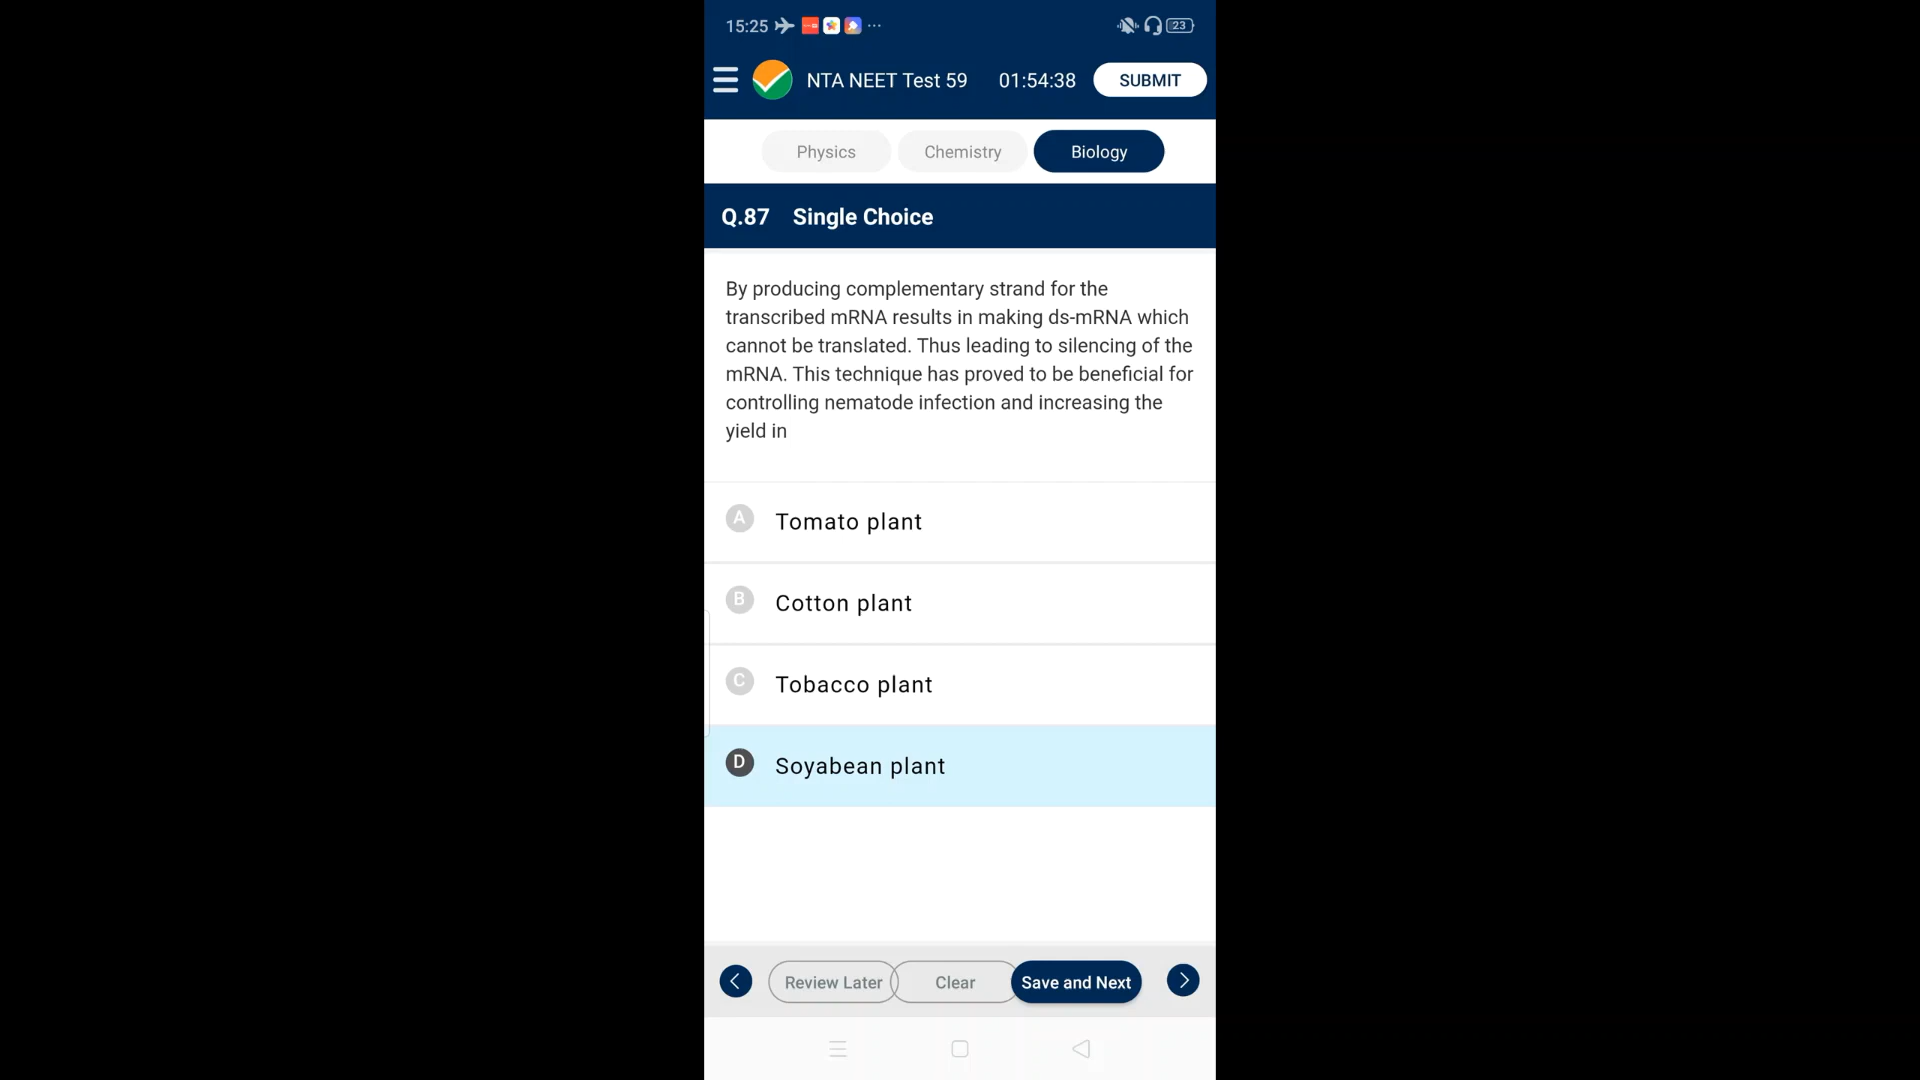 15:25 ... 23
NTA NEET Test 59 01:54:38 SUBMIT
Physics Chemistry Biology
Q.87 Single Choice
By producing complementary strand for the
transcribed mRNA results in making ds-mRNA which
cannot be translated. Thus leading to silencing of the
mRNA. This technique has proved to be beneficial for
controlling nematode infection and increasing the
yield in
A Tomato plant
B Cotton plant
C Tobacco plant
D Soyabean plant
Review Later Clear Save and Next